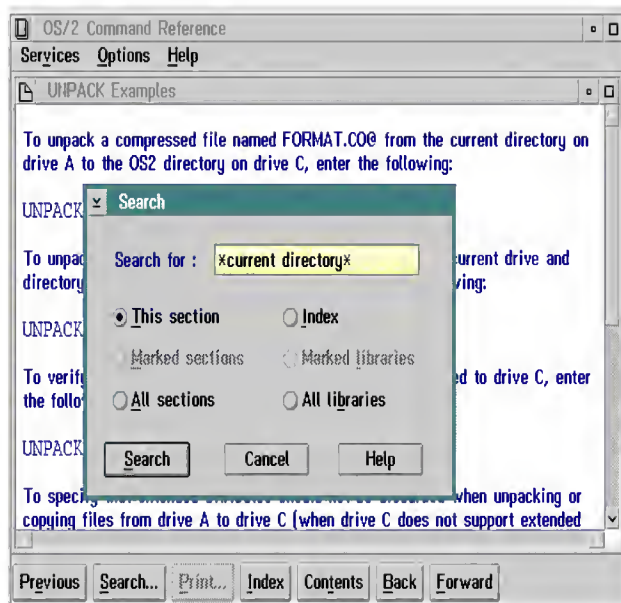 OS/2 Command Reference
Services Options Help
UNPACK Examples
To unpack a compressed file named FORMAT.CO@ from the current directory on
drive A to the OS2 directory on drive C, enter the following:
UNPACK
Search
To unpac
current drive and
Search for : *current directory*
directory
ving:
This section Index
UNPACK
Marked sections Marked libraries
To verify
ed to drive C, enter
the follo
All sections All libraries
UNPACK
Search Cancel Help
To speci
when unpacking or
copying files from drive A to drive C (when drive C does not support extended
Previous Search... Print... Index Contents Back Forward